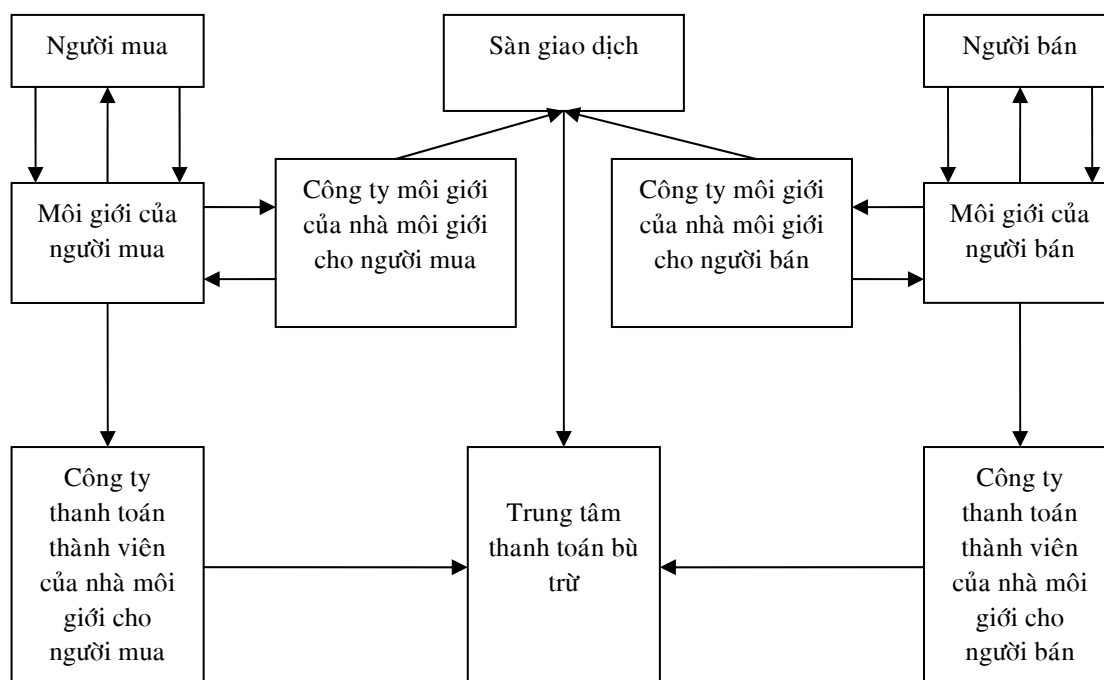 Người mua
Sàn giao dịch
Người bán
Môi giới của
người mua
Công ty môi giới
của nhà môi giới
cho người mua
Công ty môi giới
của nhà môi giới
cho người bán
Môi giới của
người bán
Công ty
thanh toán
thành viên
của nhà môi
giới cho
người mua
Trung tâm
thanh toán bù
trừ
Công ty
thanh toán
thành viên
của nhà môi
giới cho
người bán